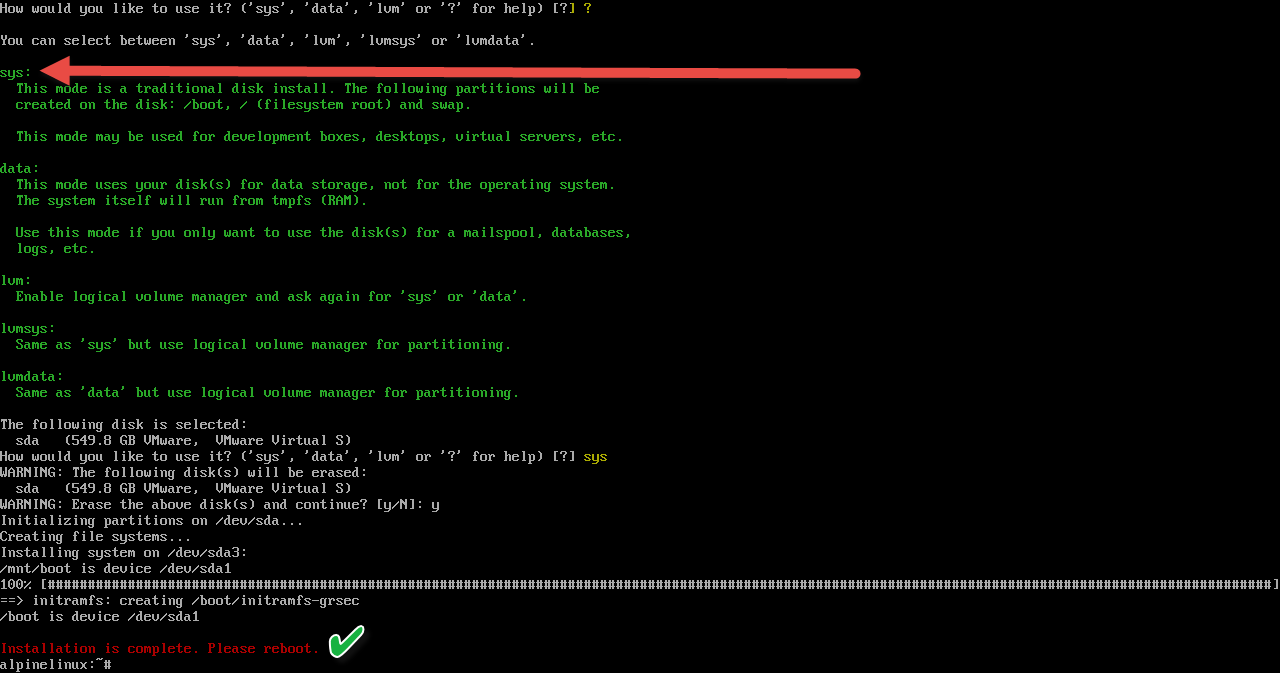 How would you like to use it? ('sys', 'data', 'lvm' or '?' for help) [?] ?
You can select between 'sys', 'data', 'lvm', 'lvmsys' or 'lvmdata'.
sys:
This mode is a traditional disk install. The following partitions will be
created on the disk: /boot, / (filesystem root) and swap.
This mode may be used for development boxes, desktops, virtual servers, etc.
data:
This mode uses your disk(s) for data storage, not for the operating system.
The system itself will run from tmpfs (RAM).
Use this mode if you only want to use the disk(s) for a mailspool, databases,
logs, etc.
lvm:
Enable logical volume manager and ask again for 'sys' or 'data'.
lvmsys:
Same as 'sys' but use logical volume manager for partitioning.
lvmdata:
Same as 'data' but use logical volume manager for partitioning.
The following disk is selected:
sda (549.8 GB VMware, VMware Virtual S)
How would you like to use it? ('sys', 'data', 'lvm' or '?' for help) [?] sys
WARNING: The following disk(s) will be erased:
sda (549.8 GB VMware, VMware Virtual S)
WARNING: Erase the above disk(s) and continue? [y/N]: y
Initializing partitions on /dev/sda...
Creating file systems...
Installing system on /dev/sda3:
/mnt/boot is device /dev/sda1
100% [#########################################################################################################################################################]
==> initramfs: creating /boot/initramfs-grsec
/boot is device /dev/sda1
Installation is complete. Please reboot.
alpinelinux:~#